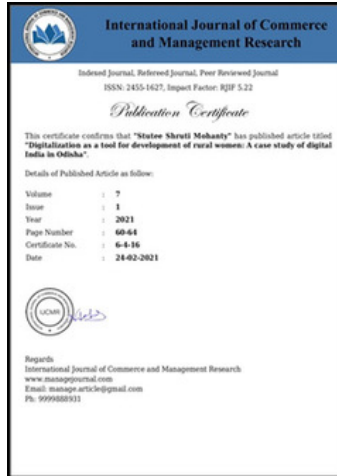 International Journal of Commerce
and Management Research
Indexed Journal, Refereed Journal, Peer Reviewed Journal
ISSN: 2455-1627, Impact Factor: RJIF 5.22
Publication Certificate
This certificate confirms that "Stutee Shruti Mohanty" has published article titled
"Digitalization as a tool for development of rural women: A case study of digital
India in Odisha".
Details of Published Article as follow:
Volume : 7
Issue : 1
Year : 2021
Page Number : 60-64
Certificate No. : 6-4-16
Date : 24-02-2021
IJCMR
Regards
International Journal of Commerce and Management Research
www.managejournal.com
Email: manage.article@gmail.com
Ph: 9999888931